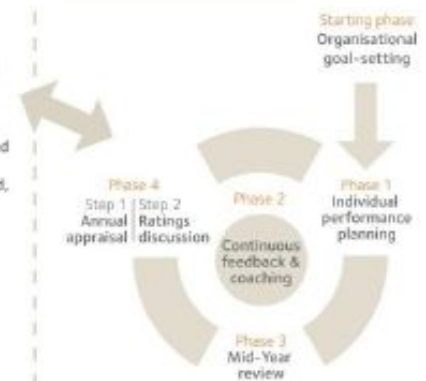 Starting phase
Organisational
goal-setting
d
d,
Phase 4
Step 1 | Step 2
Annual | Ratings
appraisal | discussion
Phase 2
Continuous
feedback &
coaching
Phase 1
Individual
performance
planning
Phase 3
Mid-Year
review